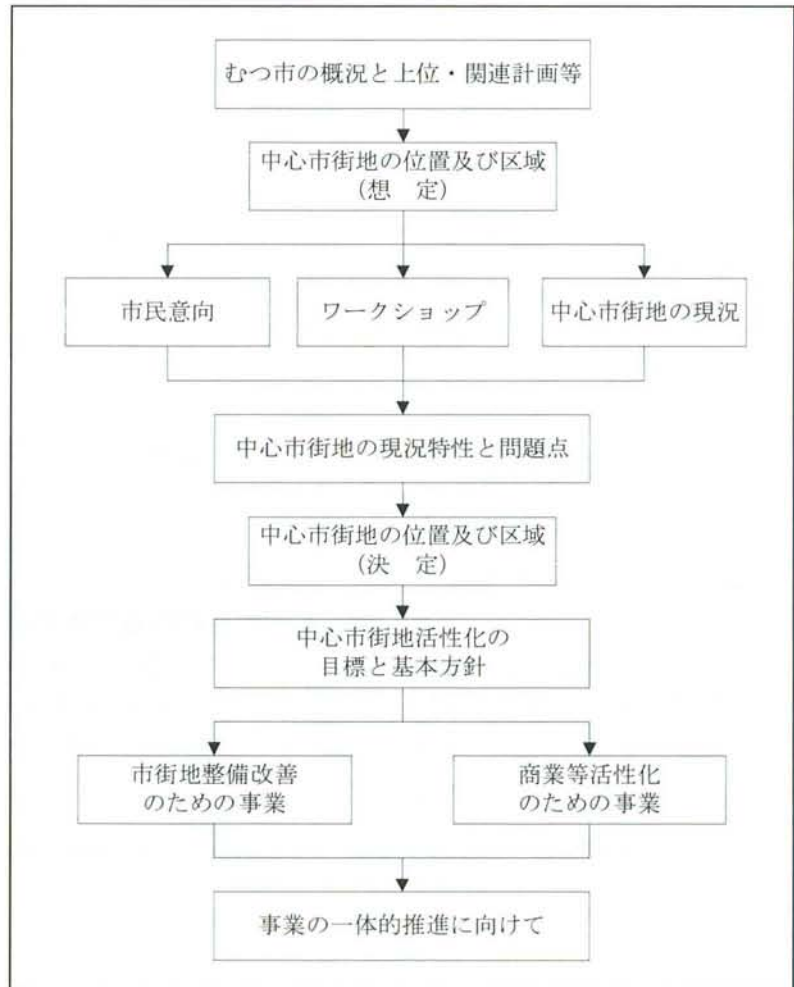 むつ市の概況と上位・関連計画等
中心市街地の位置及び区域
(想　定)
市民意向
ワークショップ
中心市街地の現況
中心市街地の現況特性と問題点
中心市街地の位置及び区域
(決　定)
中心市街地活性化の
目標と基本方針
市街地整備改善
のための事業
商業等活性化
のための事業
事業の一体的推進に向けて